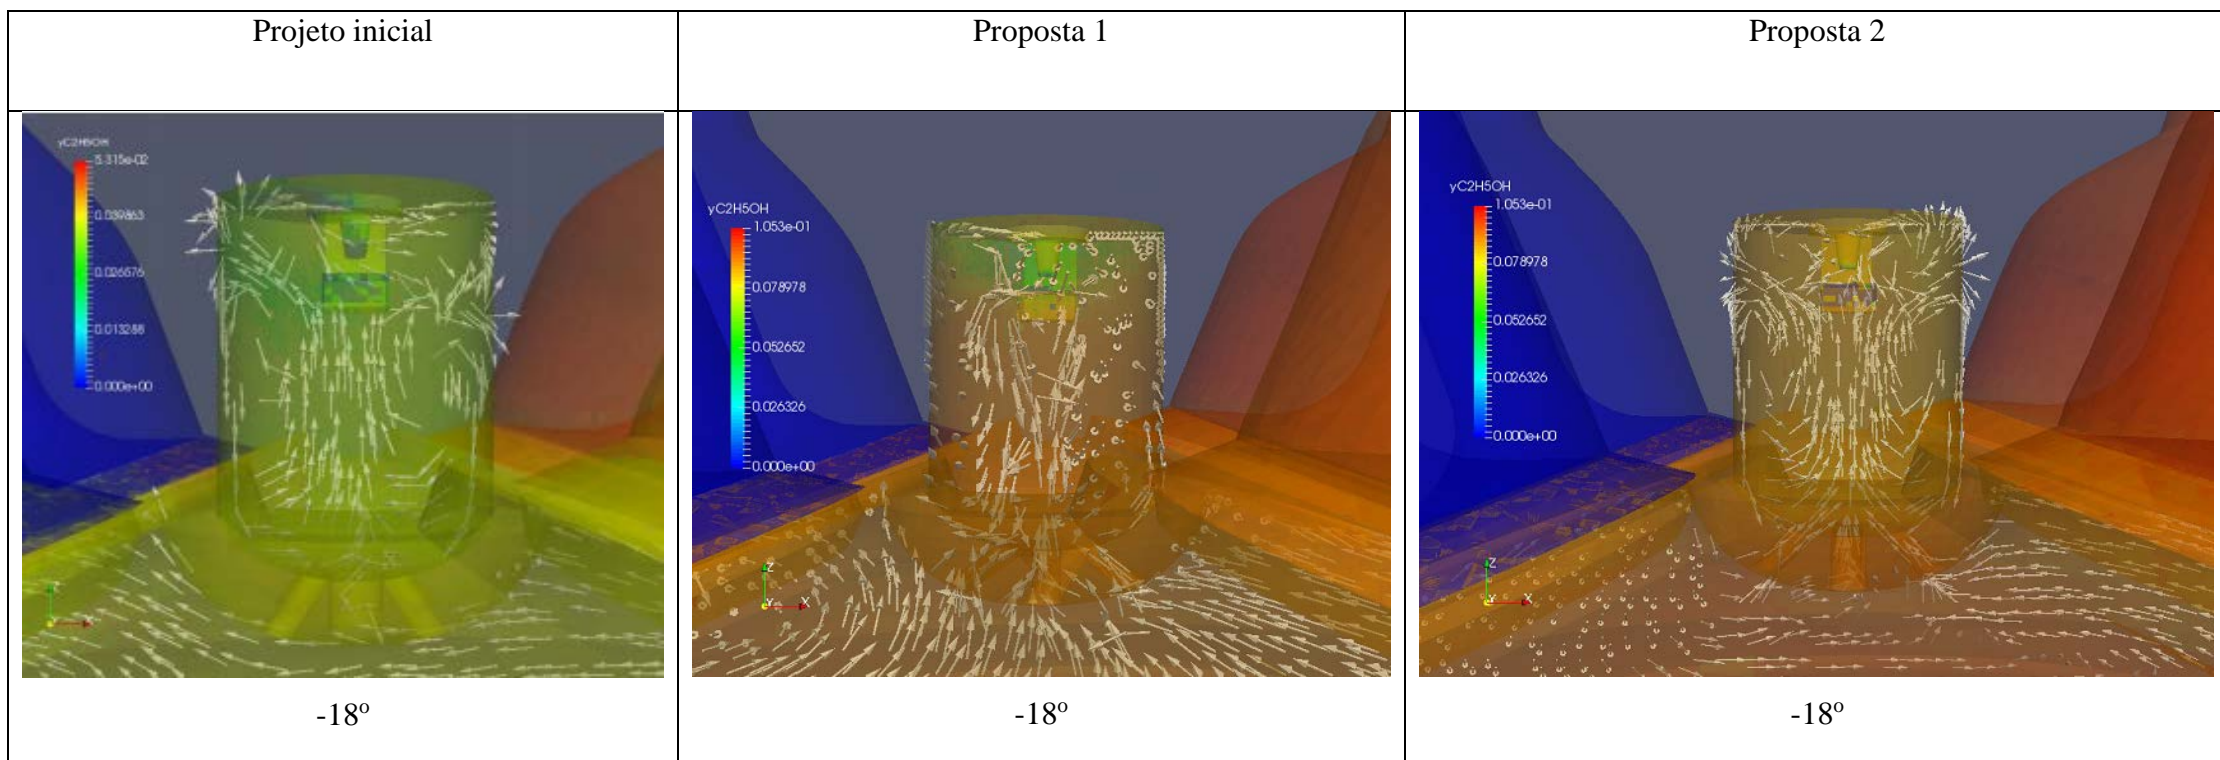 Projeto inicial
Proposta 1
Proposta 2
yC2H5OH
5.315e-02
0.039863
0.026576
0.013288
0.000e+00
yC2H5OH
1.053e-01
0.078978
0.052652
0.026326
0.000e+00
Z
Y
X
yC2H5OH
1.053e-01
0.078978
0.052652
0.026326
0.000e+00
Z
Y
X
-18º
-18º
-18º